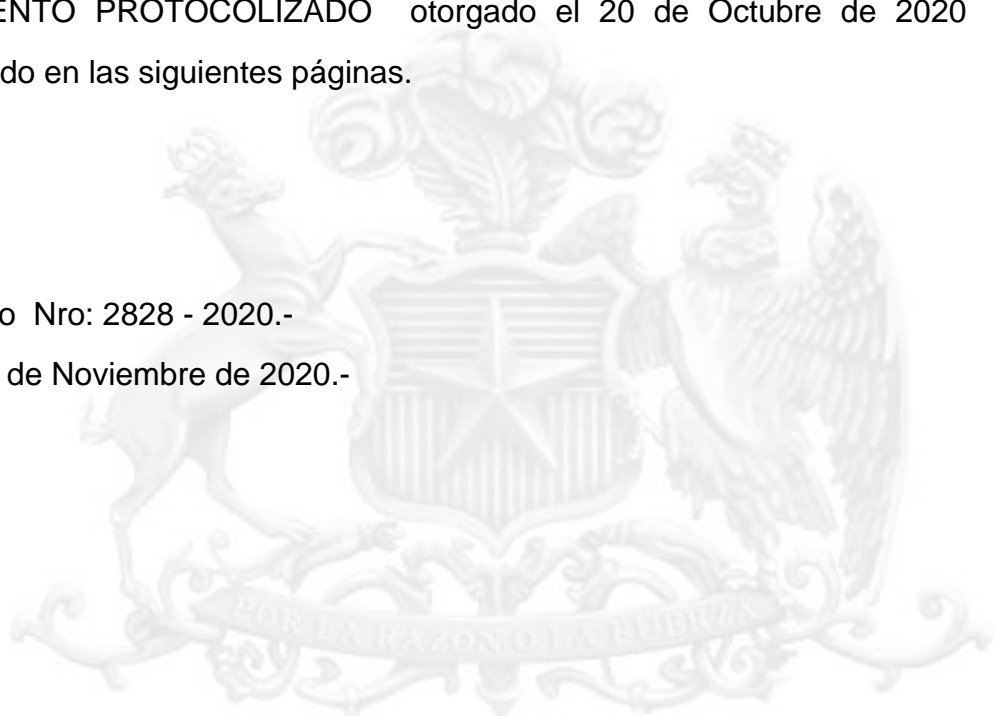 ENTO PROTOCOLIZADO otorgado el 20 de Octubre de 2020
do en las siguientes páginas.
o Nro: 2828 - 2020.-
de Noviembre de 2020.-
POR LA RAZON O LA FUERZA